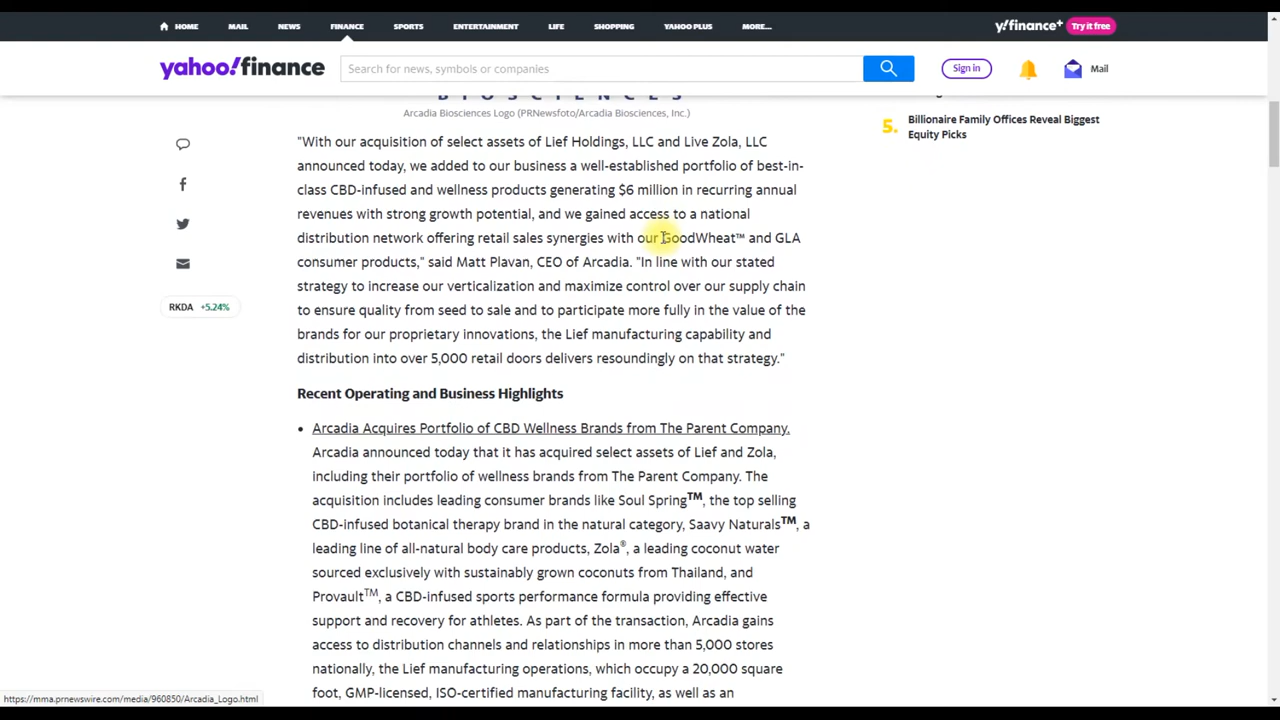 HOME MAIL NEWS FINANCE SPORTS ENTERTAINMENT LIFE SHOPPING YAHOO PLUS MORE... y!finance+ Try it free
yahoo!finance Search for news, symbols or companies Sign in Mail
BIOSCIENCES
Arcadia Biosciences Logo (PRNewsfoto/Arcadia Biosciences, Inc.)
5. Billionaire Family Offices Reveal Biggest
Equity Picks
"With our acquisition of select assets of Lief Holdings, LLC and Live Zola, LLC
announced today, we added to our business a well-established portfolio of best-in-
class CBD-infused and wellness products generating $6 million in recurring annual
revenues with strong growth potential, and we gained access to a national
distribution network offering retail sales synergies with our GoodWheat™ and GLA
consumer products," said Matt Plavan, CEO of Arcadia. "In line with our stated
strategy to increase our verticalization and maximize control over our supply chain
to ensure quality from seed to sale and to participate more fully in the value of the
brands for our proprietary innovations, the Lief manufacturing capability and
distribution into over 5,000 retail doors delivers resoundingly on that strategy."
RKDA +5.24%
Recent Operating and Business Highlights
• Arcadia Acquires Portfolio of CBD Wellness Brands from The Parent Company.
Arcadia announced today that it has acquired select assets of Lief and Zola,
including their portfolio of wellness brands from The Parent Company. The
acquisition includes leading consumer brands like Soul Spring™, the top selling
CBD-infused botanical therapy brand in the natural category, Saavy Naturals™, a
leading line of all-natural body care products, Zola®, a leading coconut water
sourced exclusively with sustainably grown coconuts from Thailand, and
Provault™, a CBD-infused sports performance formula providing effective
support and recovery for athletes. As part of the transaction, Arcadia gains
access to distribution channels and relationships in more than 5,000 stores
nationally, the Lief manufacturing operations, which occupy a 20,000 square
foot, GMP-licensed, ISO-certified manufacturing facility, as well as an
https://mma.prnewswire.com/media/960850/Arcadia_Logo.html